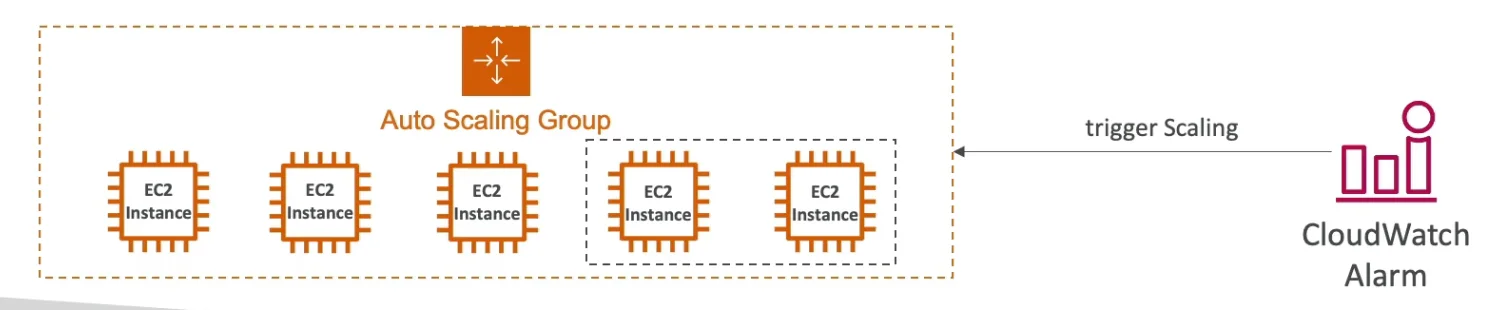 Auto Scaling Group
trigger Scaling
EC2
Instance
EC2
Instance
EC2
Instance
EC2
Instance
EC2
Instance
CloudWatch
Alarm